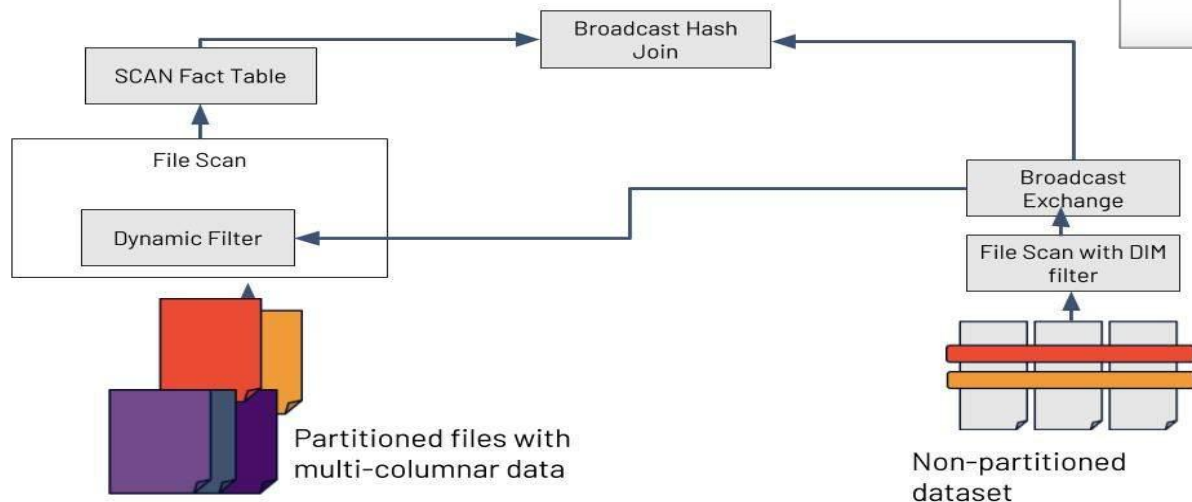 Broadcast Hash
Join
SCAN Fact Table
File Scan
Broadcast
Exchange
Dynamic Filter
File Scan with DIM
filter
Partitioned files with
multi-columnar data
Non-partitioned
dataset